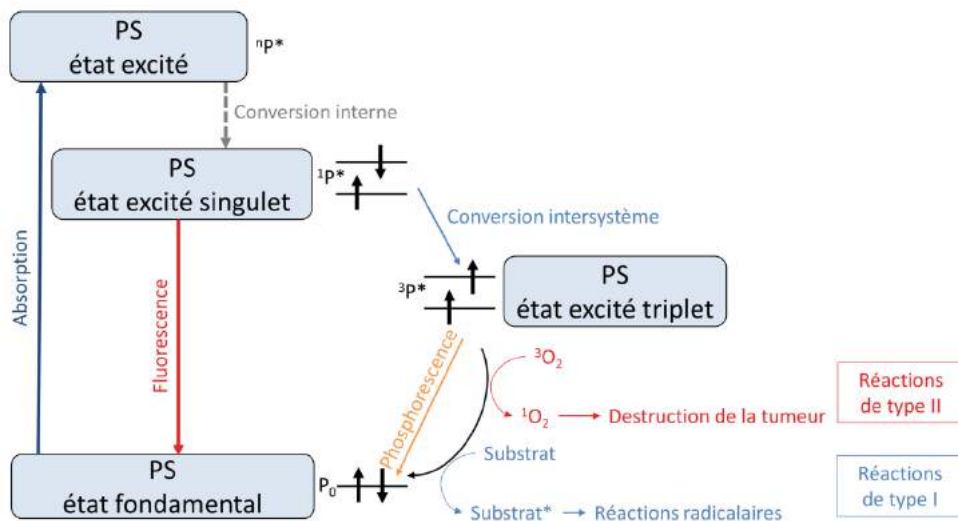 PS
état excité
ⁿP*
Conversion interne
PS
état excité singulet
¹P*
Conversion intersystème
Absorption
Fluorescence
³P*
PS
état excité triplet
Phosphorescence
³O₂
¹O₂
Destruction de la tumeur
Réactions
de type II
PS
état fondamental
P₀
Substrat
Substrat*
Réactions radicalaires
Réactions
de type I